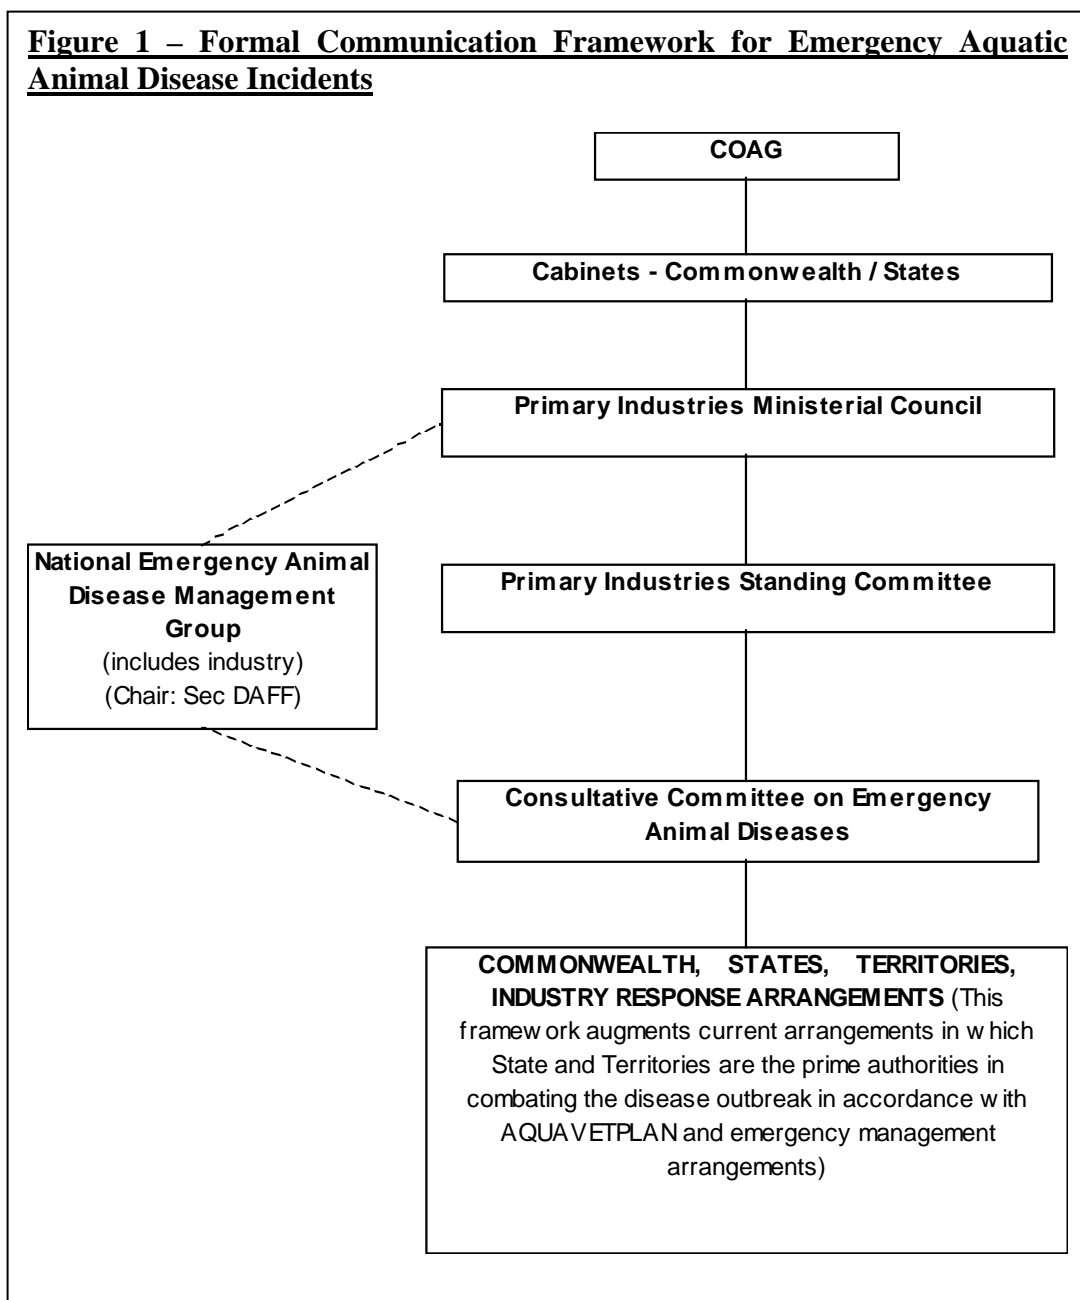 Figure 1 – Formal Communication Framework for Emergency Aquatic
Animal Disease Incidents
COAG
Cabinets - Commonwealth / States
Primary Industries Ministerial Council
National Emergency Animal
Disease Management
Group
(includes industry)
(Chair: Sec DAFF)
Primary Industries Standing Committee
Consultative Committee on Emergency
Animal Diseases
COMMONWEALTH, STATES, TERRITORIES,
INDUSTRY RESPONSE ARRANGEMENTS (This
framework augments current arrangements in which
State and Territories are the prime authorities in
combating the disease outbreak in accordance with
AQUAVETPLAN and emergency management
arrangements)